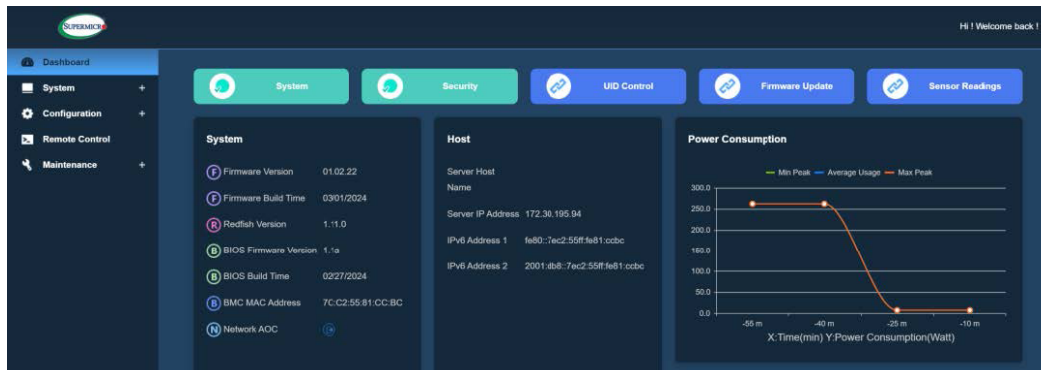 SUPERMICRO
Hi ! Welcome back !
Dashboard
System +
Configuration +
Remote Control
Maintenance +
System
Security
UID Control
Firmware Update
Sensor Readings
System
Firmware Version 01.02.22
Firmware Build Time 03/01/2024
Redfish Version 1.11.0
BIOS Firmware Version
BIOS Build Time 02/27/2024
BMC MAC Address 7C:C2:55:81:CC:BC
Network AOC
Host
Server Host
Name
Server IP Address 172.30.195.94
IPv6 Address 1 fe80::7ec2:55ff:fe81:ccbc
IPv6 Address 2 2001:db8::7ec2:55ff:fe81:ccbc
Power Consumption
Min Peak Average Usage Max Peak
300.0
250.0
200.0
150.0
100.0
50.0
0.0
-55 m -40 m -25 m -10 m
X:Time(min) Y:Power Consumption(Watt)